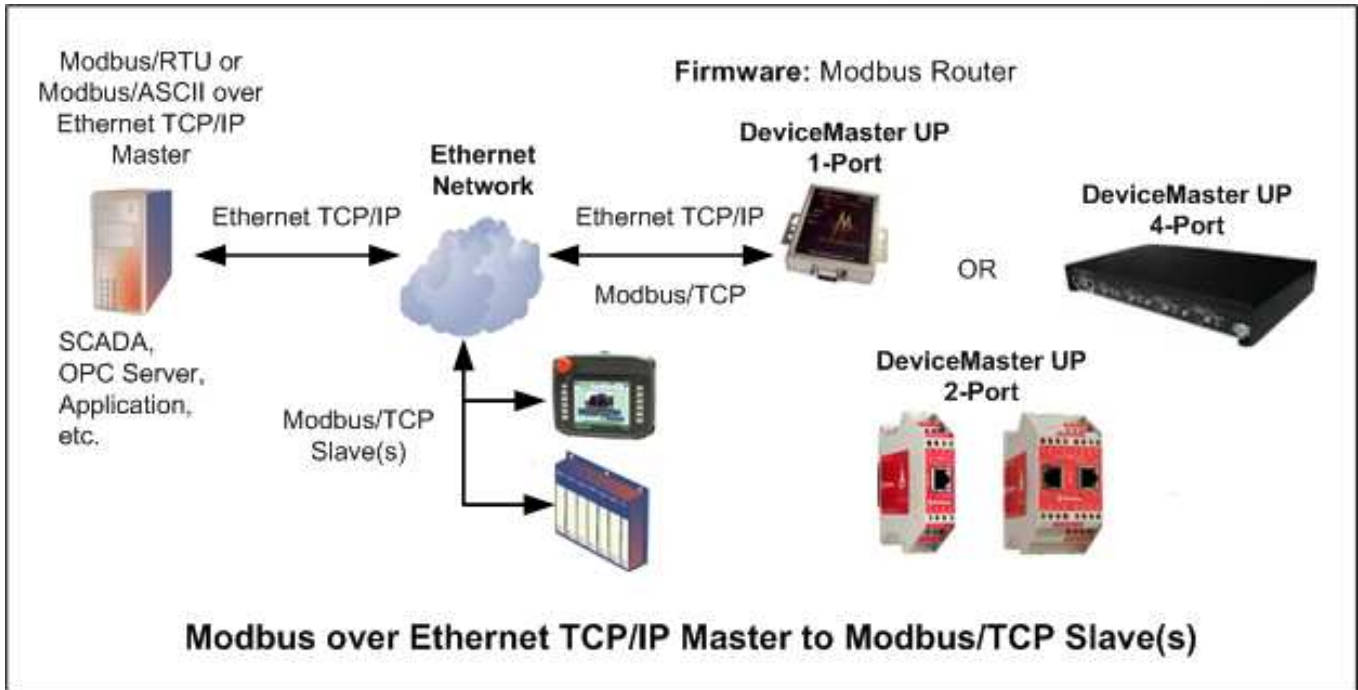 Modbus/RTU or
Modbus/ASCII over
Ethernet TCP/IP
Master
Firmware: Modbus Router
DeviceMaster UP
1-Port
Ethernet
Network
DeviceMaster UP
4-Port
Ethernet TCP/IP
Ethernet TCP/IP
OR
Modbus/TCP
SCADA,
OPC Server,
Application,
etc.
DeviceMaster UP
2-Port
Modbus/TCP
Slave(s)
Modbus over Ethernet TCP/IP Master to Modbus/TCP Slave(s)